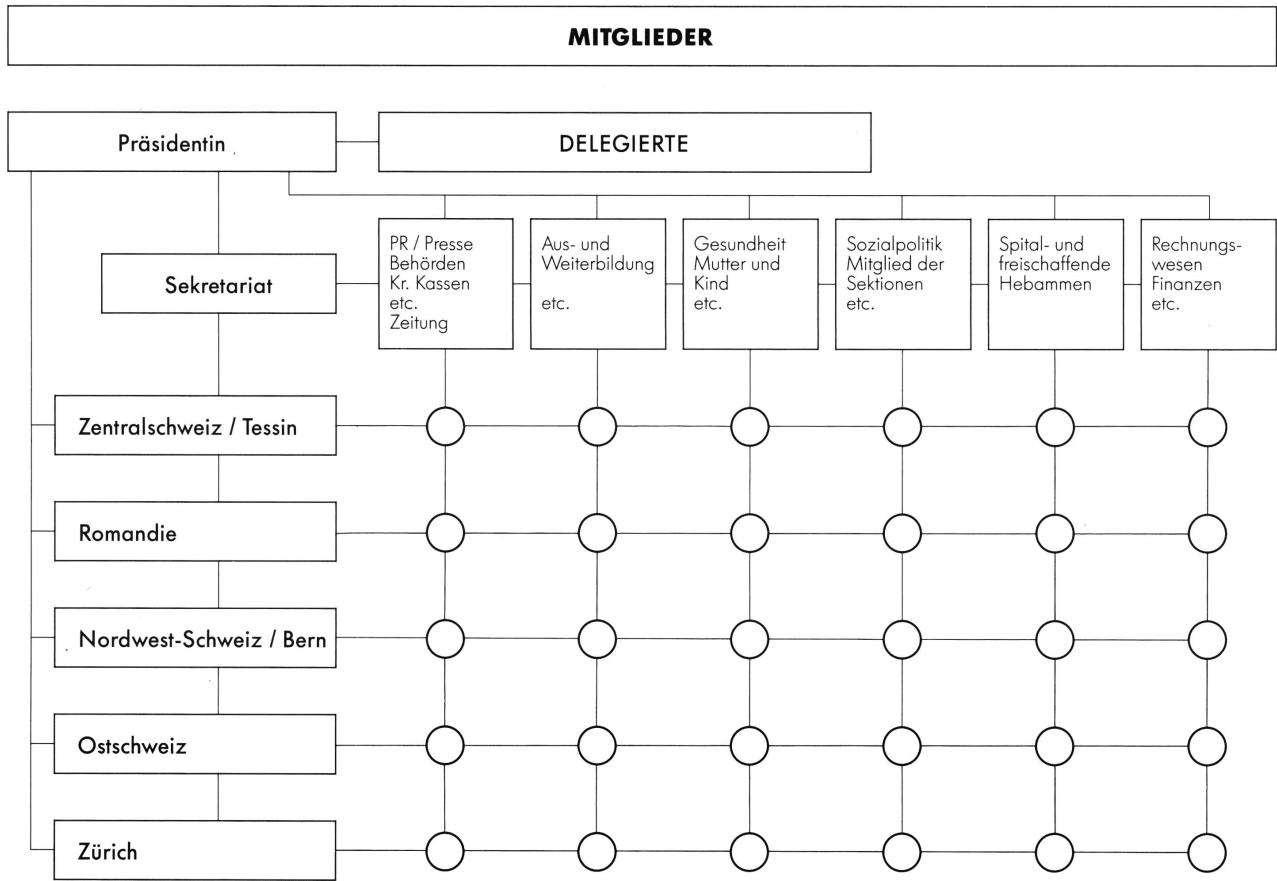 MITGLIEDER
Präsidentin
DELEGIERTE
Sekretariat
PR / Presse
Behörden
Kr. Kassen
etc.
Zeitung
Aus- und
Weiterbildung
etc.
Gesundheit
Mutter und
Kind
etc.
Sozialpolitik
Mitglied der
Sektionen
etc.
Spital- und
freischaffende
Hebammen
Rechnungs-
wesen
Finanzen
etc.
Zentralschweiz / Tessin
Romandie
Nordwest-Schweiz / Bern
Ostschweiz
Zürich